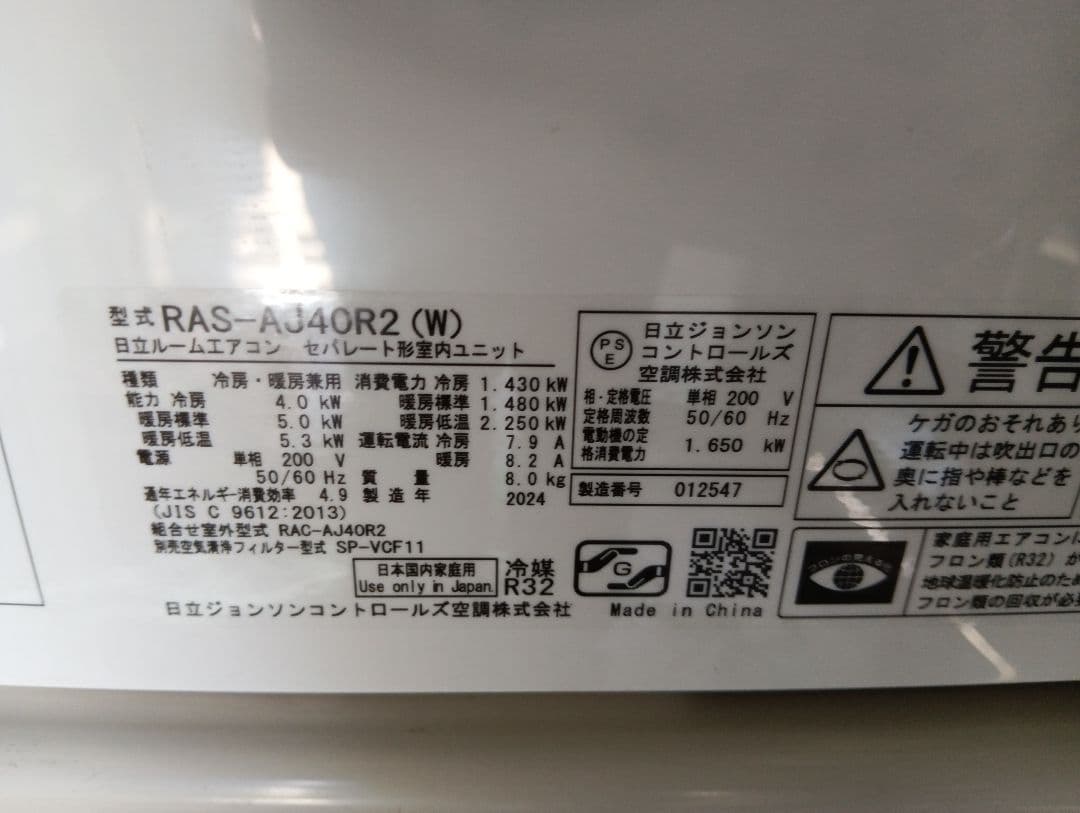 型式 RAS-AJ40R2 (W)
日立ルームエアコン セパレート形室内ユニット
種類 冷房・暖房兼用
能力 冷房 4.0 kW
暖房標準 5.0 kW
暖房低温 5.3 kW
電源 単相 200 V
50/60 Hz
通年エネルギー消費効率 4.9
(JIS C 9612:2013)
消費電力 冷房 1.430 kW
暖房標準 1.480 kW
暖房低温 2.250 kW
運転電流 冷房 7.9 A
暖房 8.2 A
質量 8.0 kg
製造年 2024
組合せ室外型式 RAC-AJ40R2
別売空気清浄フィルター型式 SP-VCF11
日本国内家庭用
Use only in Japan.
冷媒
R32
日立ジョンソンコントロールズ空調株式会社
PS
E
日立ジョンソン
コントロールズ
空調株式会社
相・定格電圧 単相 200 V
定格周波数 50/60 Hz
電動機の定
格消費電力 1.650 kW
製造番号 012547
G
Made in China
警告
ケガのおそれあり
運転中は吹出口の
奥に指や棒などを
入れないこと
フロンの見える化
家庭用エアコンに
フロン類(R32)が
地球温暖化防止のため
フロン類の回収が必要